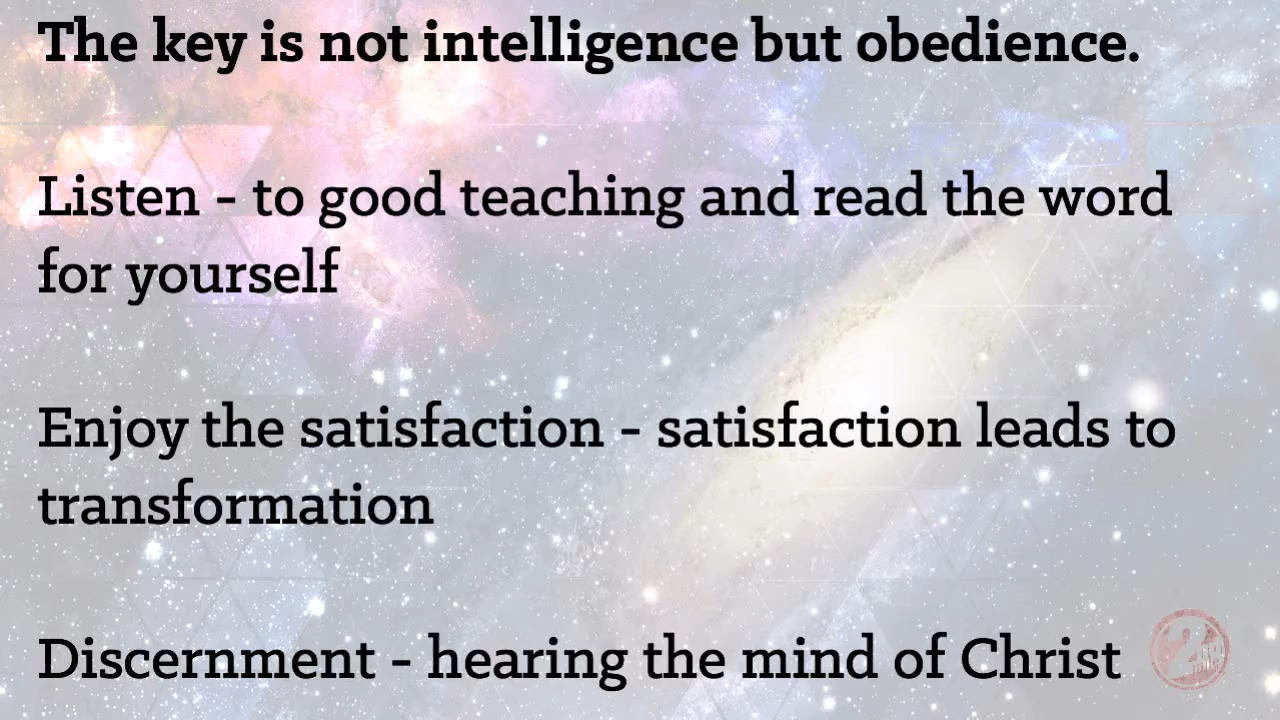 The key is not intelligence but obedience.
Listen – to good teaching and read the word
for yourself
Enjoy the satisfaction – satisfaction leads to
transformation
Discernment – hearing the mind of Christ
2